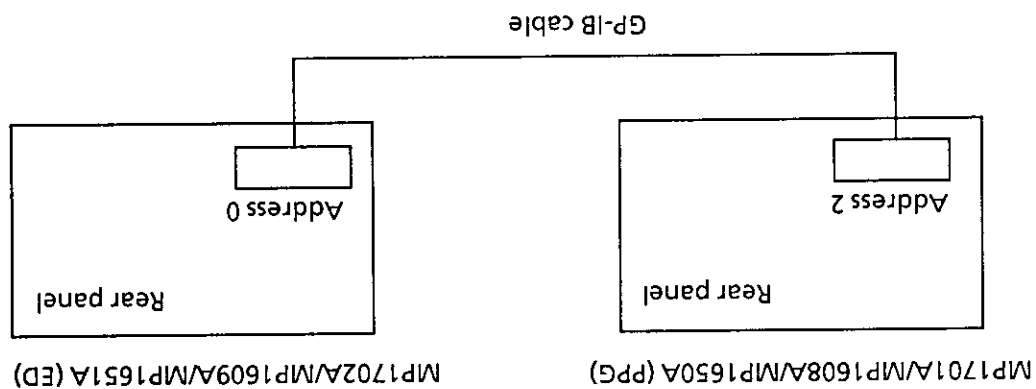 MP1701A/MP1608A/MP1650A (PPG)
MP1702A/MP1609A/MP1651A (ED)
Rear panel
Rear panel
Address 2
Address 0
GP-IB cable